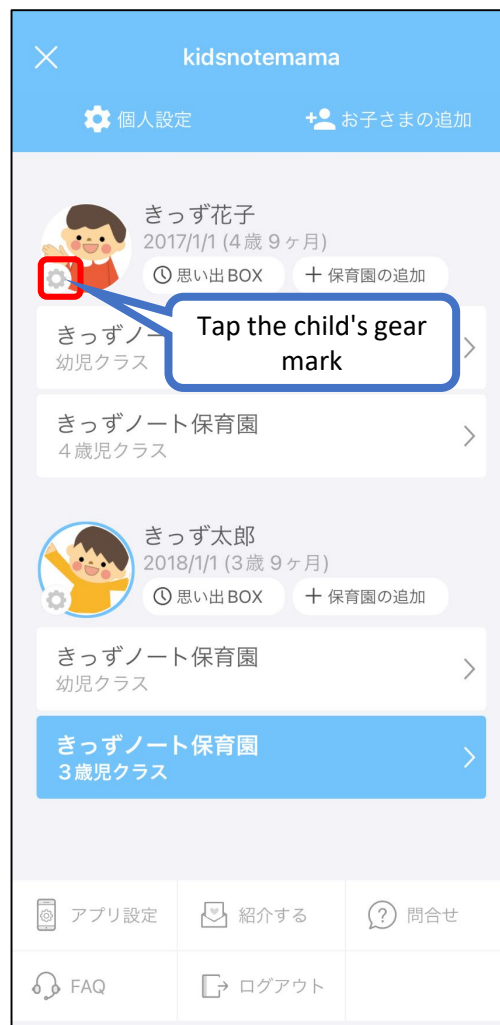 kidsnotemama
個人設定
お子さまの追加
きっず花子
2017/1/1 (4歳 9ヶ月)
思い出BOX
+ 保育園の追加
Tap the child's gear
mark
きっずノー
幼児クラス
きっずノート保育園
４歳児クラス
きっず太郎
2018/1/1 (3歳 9ヶ月)
思い出BOX
+ 保育園の追加
きっずノート保育園
幼児クラス
きっずノート保育園
３歳児クラス
アプリ設定
紹介する
問合せ
FAQ
ログアウト